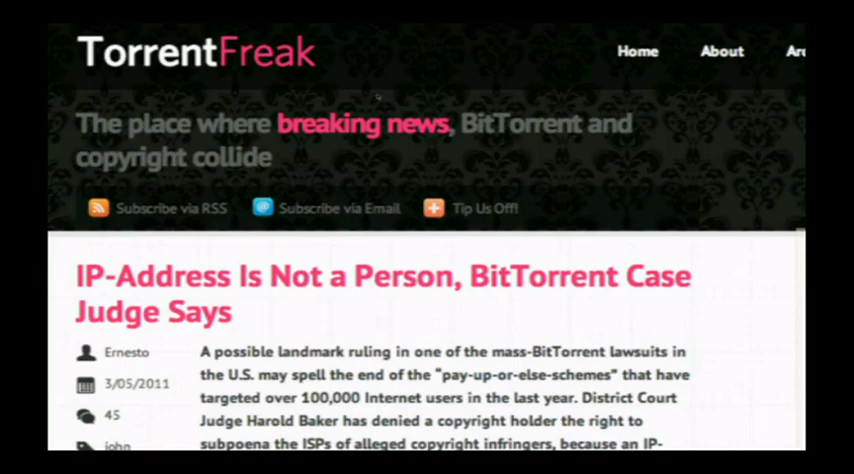 TorrentFreak
Home About
The place where breaking news, BitTorrent and
copyright collide
Subscribe via RSS Subscribe via Email Tip Us Off!
IP-Address Is Not a Person, BitTorrent Case
Judge Says
Ernesto
3/05/2011
45
john
A possible landmark ruling in one of the mass-BitTorrent lawsuits in
the U.S. may spell the end of the "pay-up-or-else-schemes" that have
targeted over 100,000 Internet users in the last year. District Court
Judge Harold Baker has denied a copyright holder the right to
subpoena the ISPs of alleged copyright infringers, because an IP-